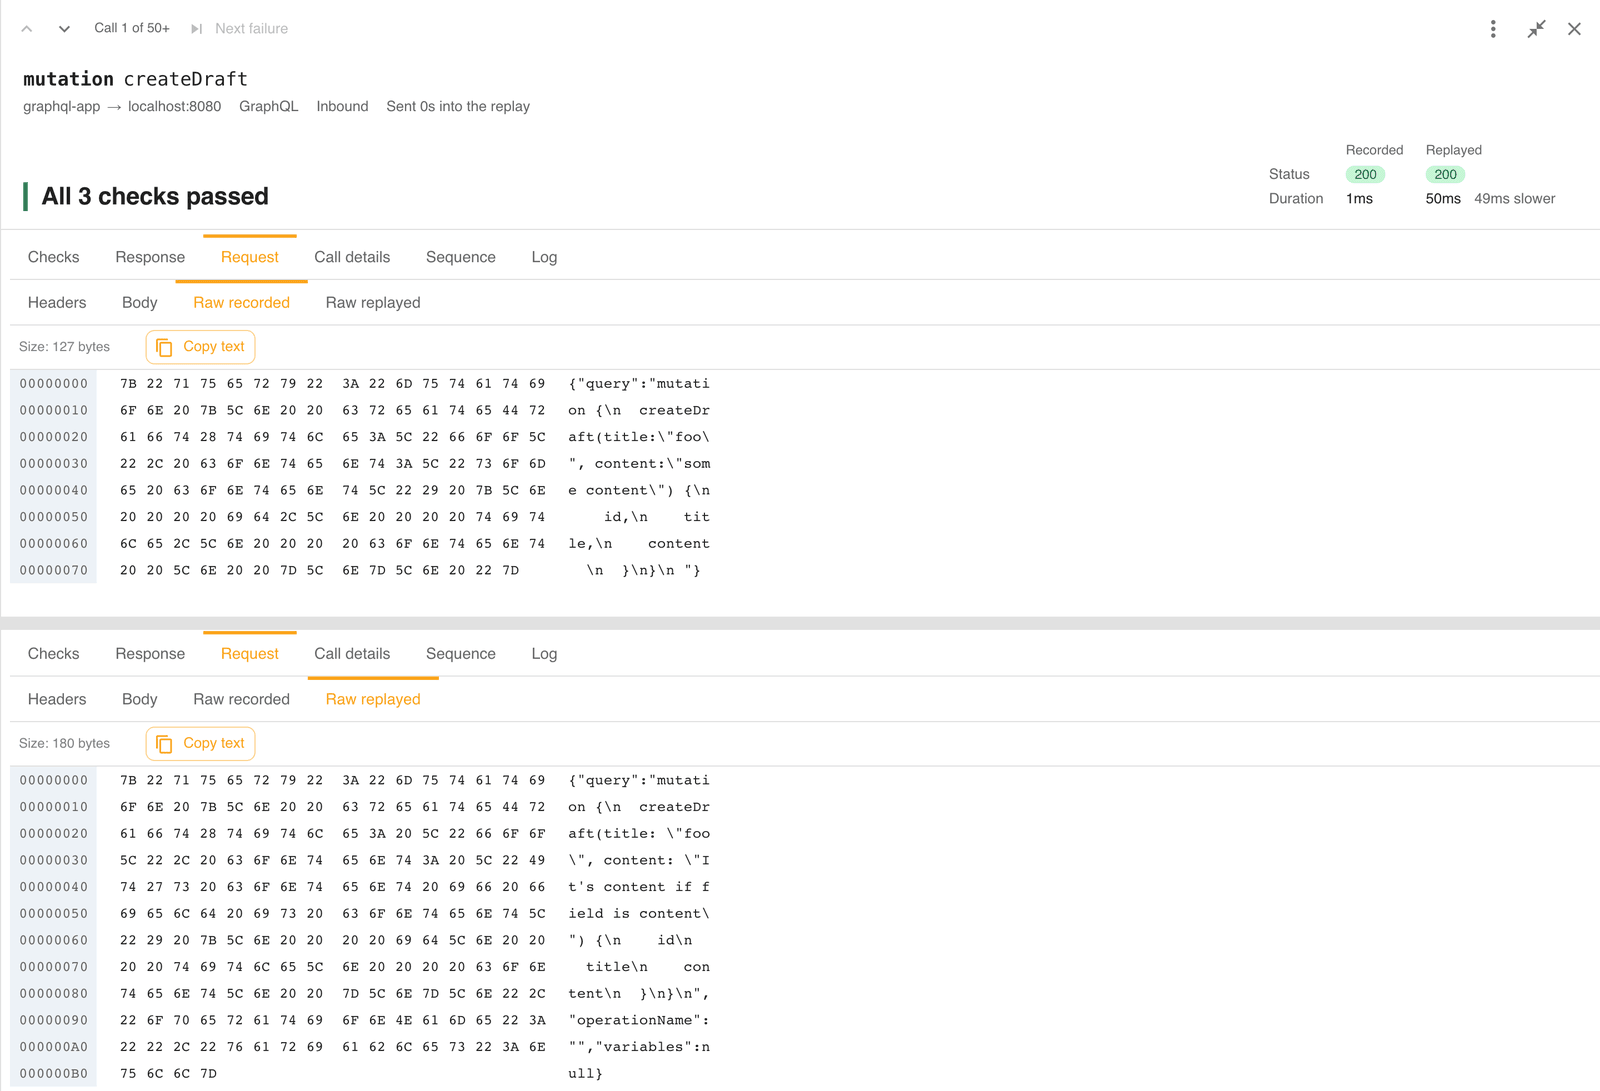 Call 1 of 50+ Next failure
mutation createDraft
graphql-app → localhost:8080 GraphQL Inbound Sent 0s into the replay
Recorded Replayed
Status 200 200
Duration 1ms 50ms 49ms slower
All 3 checks passed
Checks Response Request Call details Sequence Log
Headers Body Raw recorded Raw replayed
Size: 127 bytes Copy text
00000000 7B 22 71 75 65 72 79 22 3A 22 6D 75 74 61 74 69 {"query":"mutati
00000010 6F 6E 20 7B 5C 6E 20 20 63 72 65 61 74 65 44 72 on {\n  createDr
00000020 61 66 74 28 74 69 74 6C 65 3A 5C 22 66 6F 6F 5C aft(title:\"foo\
00000030 22 2C 20 63 6F 6E 74 65 6E 74 3A 5C 22 73 6F 6D ", content:\"som
00000040 65 20 63 6F 6E 74 65 6E 74 5C 22 29 20 7B 5C 6E e content\") {\n
00000050 20 20 20 20 69 64 2C 5C 6E 20 20 20 20 74 69 74     id,\n    tit
00000060 6C 65 2C 5C 6E 20 20 20 20 63 6F 6E 74 65 6E 74 le,\n    content
00000070 20 20 5C 6E 20 20 7D 5C 6E 7D 5C 6E 20 22 7D   \n  }\n}\n "}
Checks Response Request Call details Sequence Log
Headers Body Raw recorded Raw replayed
Size: 180 bytes Copy text
00000000 7B 22 71 75 65 72 79 22 3A 22 6D 75 74 61 74 69 {"query":"mutati
00000010 6F 6E 20 7B 5C 6E 20 20 63 72 65 61 74 65 44 72 on {\n  createDr
00000020 61 66 74 28 74 69 74 6C 65 3A 20 5C 22 66 6F 6F aft(title: \"foo
00000030 5C 22 2C 20 63 6F 6E 74 65 6E 74 3A 20 5C 22 49 \", content: \"I
00000040 74 27 73 20 63 6F 6E 74 65 6E 74 20 69 66 20 66 t's content if f
00000050 69 65 6C 64 20 69 73 20 63 6F 6E 74 65 6E 74 5C ield is content\
00000060 22 29 20 7B 5C 6E 20 20 20 20 69 64 5C 6E 20 20 ") {\n    id\n
00000070 20 20 74 69 74 6C 65 5C 6E 20 20 20 20 63 6F 6E   title\n    con
00000080 74 65 6E 74 5C 6E 20 20 7D 5C 6E 7D 5C 6E 22 2C tent\n  }\n}\n",
00000090 22 6F 70 65 72 61 74 69 6F 6E 4E 61 6D 65 22 3A "operationName":
000000A0 22 22 2C 22 76 61 72 69 61 62 6C 65 73 22 3A 6E "","variables":n
000000B0 75 6C 6C 7D ull}